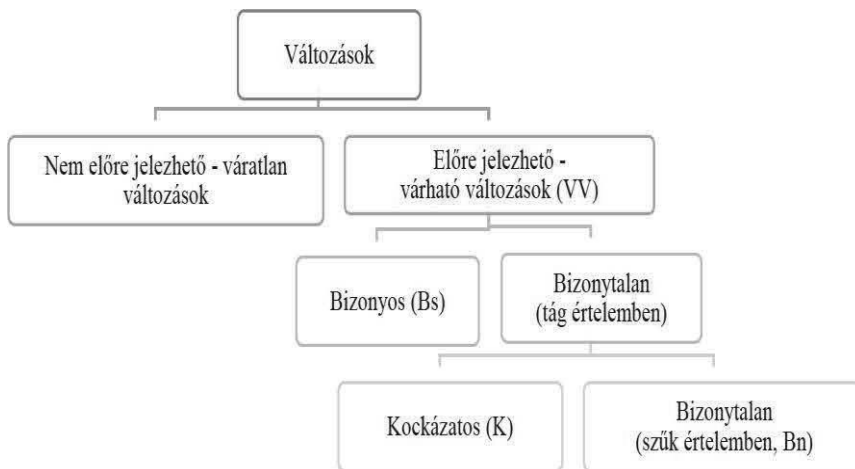 Változások
Nem előre jelezhető - váratlan
változások
Előre jelezhető -
várható változások (VV)
Bizonyos (Bs)
Bizonytalan
(tág értelemben)
Kockázatos (K)
Bizonytalan
(szűk értelemben, Bn)